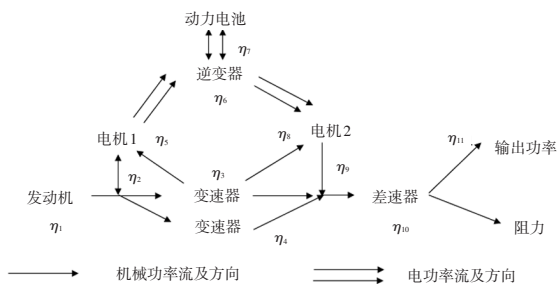 动力电池
η7
逆变器
η6
电机1
η5
η8
电机2
η11
输出功率
η2
η3
η9
发动机
变速器
差速器
η1
变速器
η4
η10
阻力
机械功率流及方向
电功率流及方向